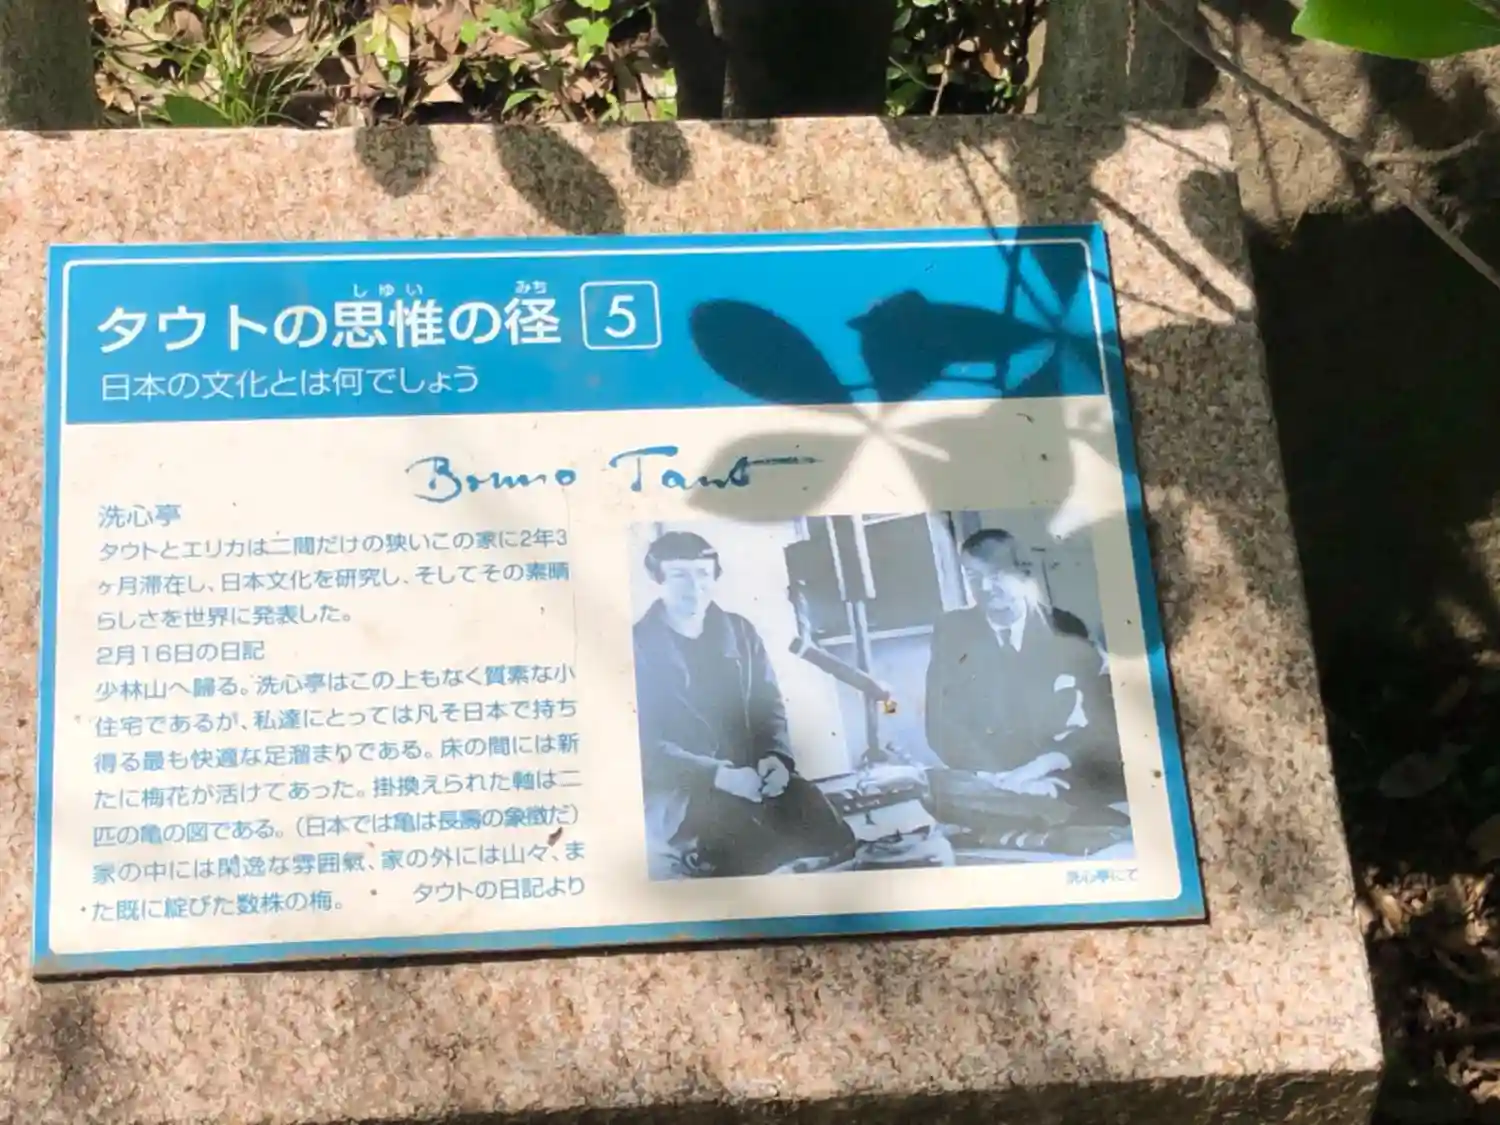 しゆい みち
タウトの思惟の径 5
日本の文化とは何でしょう
Bruno Taut
洗心亭
タウトとエリカは二間だけの狭いこの家に2年3
ヶ月滞在し、日本文化を研究し、そしてその素晴
らしさを世界に発表した。
2月16日の日記
少林山へ帰る。洗心亭はこの上もなく質素な小
住宅であるが、私達にとっては凡そ日本で持ち
得る最も快適な足溜まりである。床の間には新
たに梅花が活けてあった。掛換えられた軸は二
匹の亀の図である。（日本では亀は長壽の象徴だ）
家の中には閑逸な雰囲氣、家の外には山々、ま
た既に綻びた数株の梅。 タウトの日記より
洗心亭にて